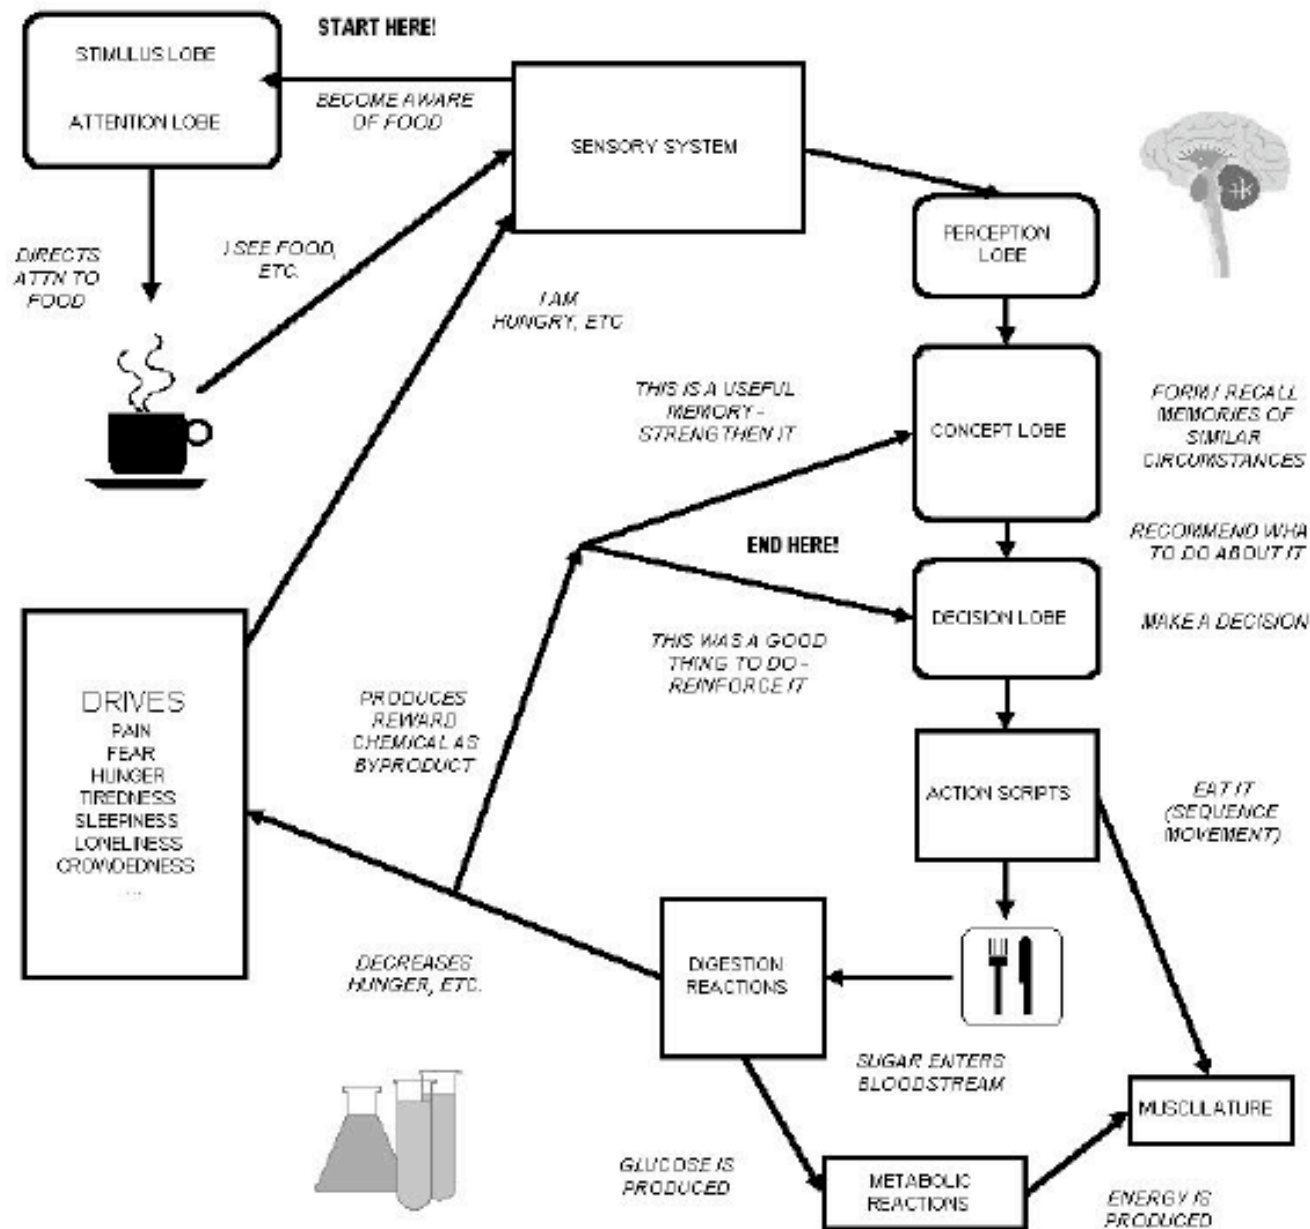 START HERE!
STIMULUS LOBE
ATTENTION LOBE
BECOME AWARE
OF FOOD
SENSORY SYSTEM
DIRECTS
ATTN TO
FOOD
I SEE FOOD,
ETC.
I AM
HUNGRY, ETC
PERCEPTION
LOBE
THIS IS A USEFUL
MEMORY -
STRENGTHEN IT
CONCEPT LOBE
FORM / RECALL
MEMORIES OF
SIMILAR
CIRCUMSTANCES
RECOMMEND WHA
TO DO ABOUT IT
END HERE!
DECISION LOBE
MAKE A DECISION
THIS WAS A GOOD
THING TO DO -
REINFORCE IT
DRIVES
PAIN
FEAR
HUNGER
TIREDNESS
SLEEPINESS
LONELINESS
CROWDEDNESS
...
PRODUCES
REWARD
CHEMICAL AS
BYPRODUCT
ACTION SCRIPTS
EAT IT
(SEQUENCE
MOVEMENT)
DECREASES
HUNGER, ETC.
DIGESTION
REACTIONS
SUGAR ENTERS
BLOODSTREAM
MUSCULATURE
GLUCOSE IS
PRODUCED
METABOLIC
REACTIONS
ENERGY IS
PRODUCED